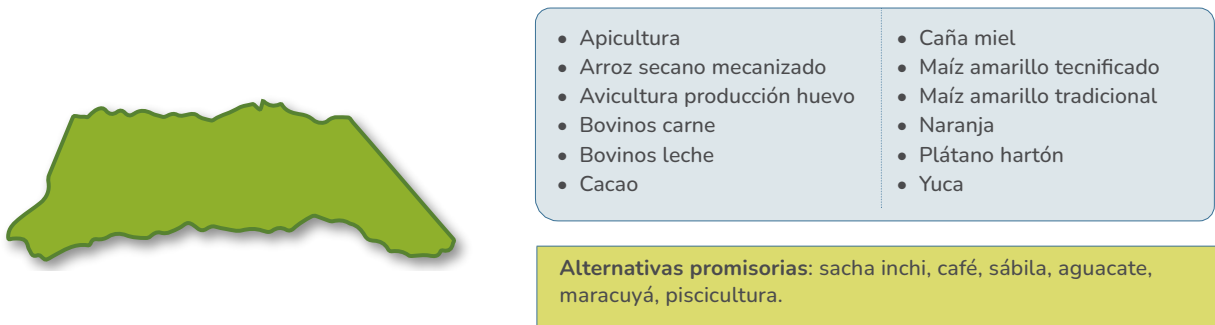 • Apicultura
• Arroz secano mecanizado
• Avicultura producción huevo
• Bovinos carne
• Bovinos leche
• Cacao
• Caña miel
• Maíz amarillo tecnificado
• Maíz amarillo tradicional
• Naranja
• Plátano hartón
• Yuca
Alternativas promisorias: sacha inchi, café, sábila, aguacate,
maracuyá, piscicultura.